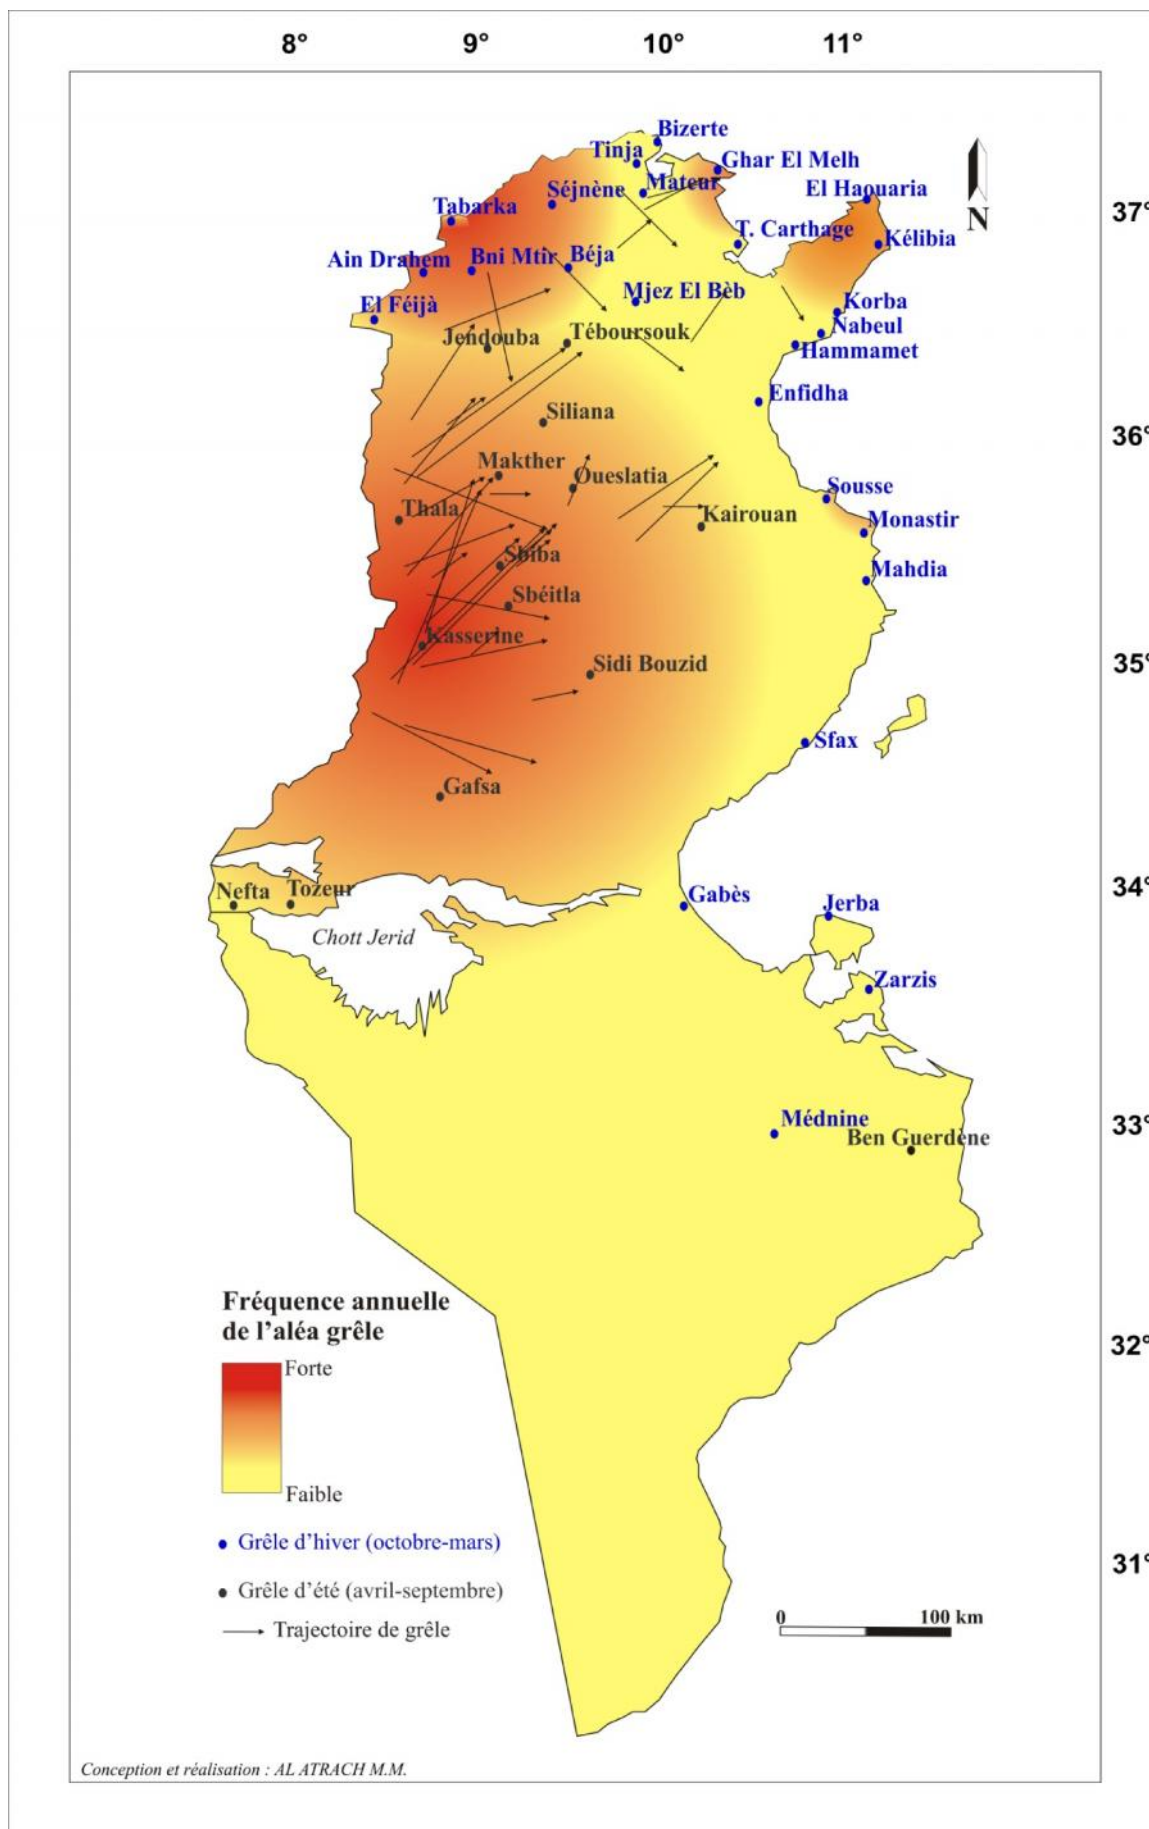 8°
9°
10°
11°
Bizerte
Tinja
Ghar El Melh
Mateur
El Haouaria
Séjnène
37°
Tabarka
N
T. Carthage
Kélibia
Ain Drahem
Bni Mtir
Béja
Mjez El Bèb
El Féijà
Korba
Nabeul
Jendouba
Téboursouk
Hammamet
Enfidha
Siliana
36°
Makther
Oueslatia
Sousse
Thala
Kairouan
Monastir
Sbiba
Mahdia
Sbéitla
Kasserine
Sidi Bouzid
35°
Sfax
Gafsa
Nefta
Tozeur
34°
Gabès
Jerba
Chott Jerid
Zarzis
Médnine
33°
Ben Guerdène
Fréquence annuelle
de l'aléa grêle
32°
Forte
Faible
Grêle d'hiver (octobre-mars)
31°
Grêle d'été (avril-septembre)
Trajectoire de grêle
0 100 km
Conception et réalisation : AL ATRACH M.M.